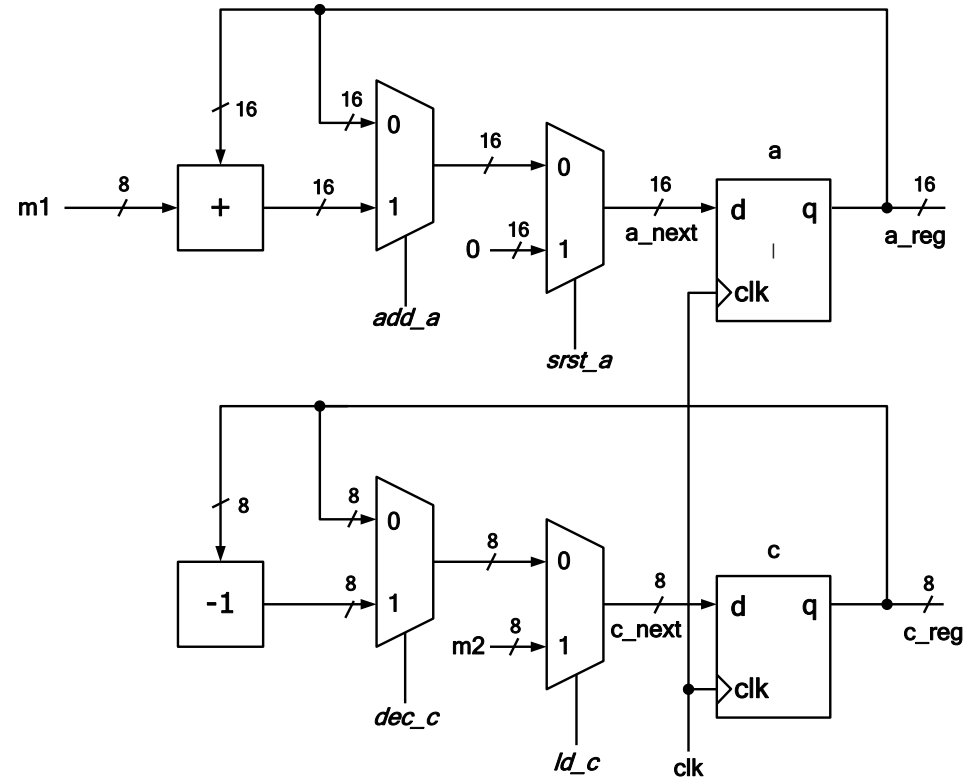 16
16
0
a
8
16
16
0
16
16
m1
+
1
a_next
d
q
a_reg
0
16
1
clk
add_a
srst_a
8
8
0
c
8
8
0
8
8
-1
1
c_next
d
q
c_reg
m2
8
1
clk
dec_c
ld_c
clk